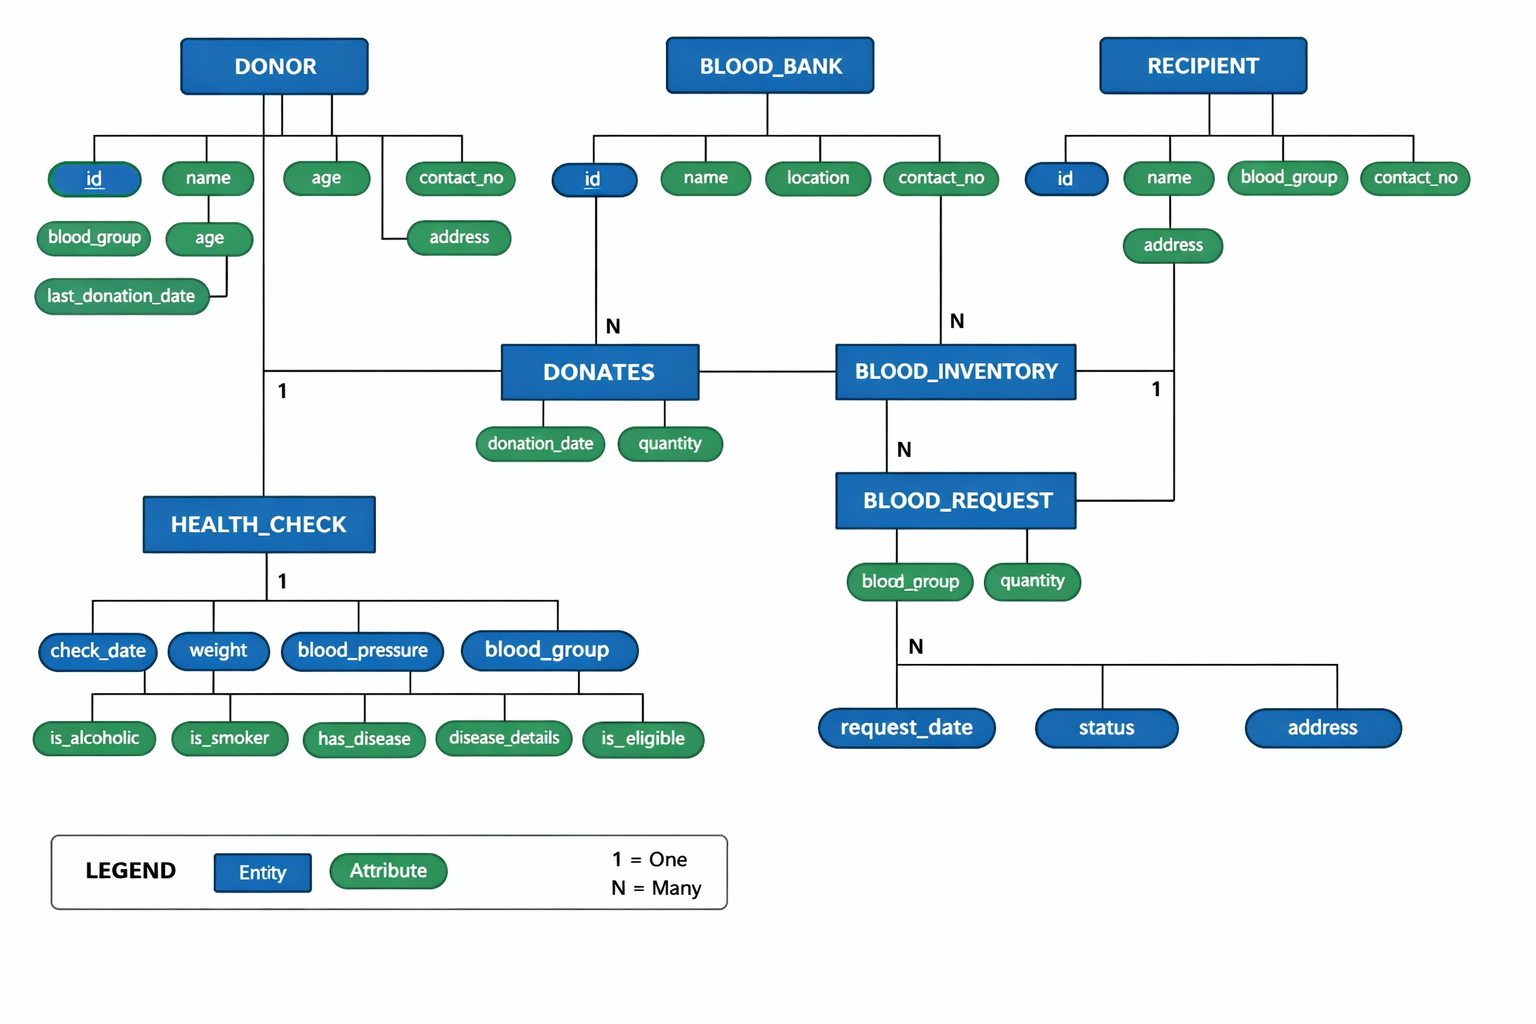 DONOR
BLOOD_BANK
RECIPIENT
id
name
age
contact_no
id
name
location
contact_no
id
name
blood_group
contact_no
blood_group
age
address
address
last_donation_date
N
N
DONATES
BLOOD_INVENTORY
1
1
donation_date
quantity
N
BLOOD_REQUEST
HEALTH_CHECK
1
blood_group
quantity
N
check_date
weight
blood_pressure
blood_group
is_alcoholic
is_smoker
has_disease
disease_details
is_eligible
request_date
status
address
LEGEND
Entity
Attribute
1 = One
N = Many